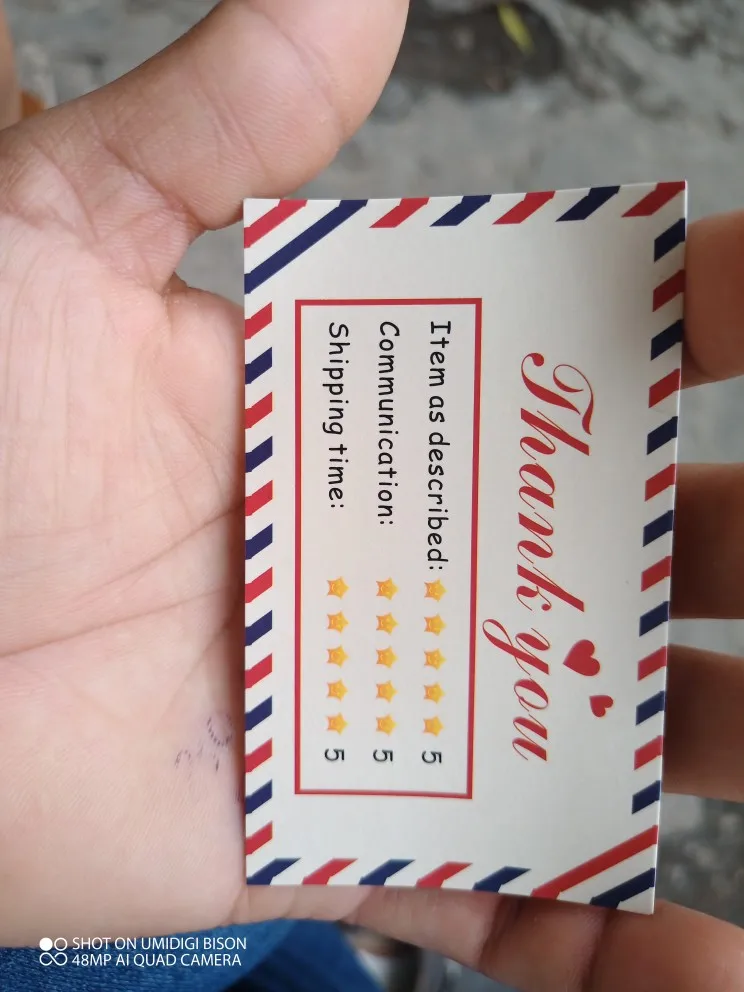 Thank you
Item as described: 5
Communication: 5
Shipping time: 5
SHOT ON UMIDIGI BISON
48MP AI QUAD CAMERA